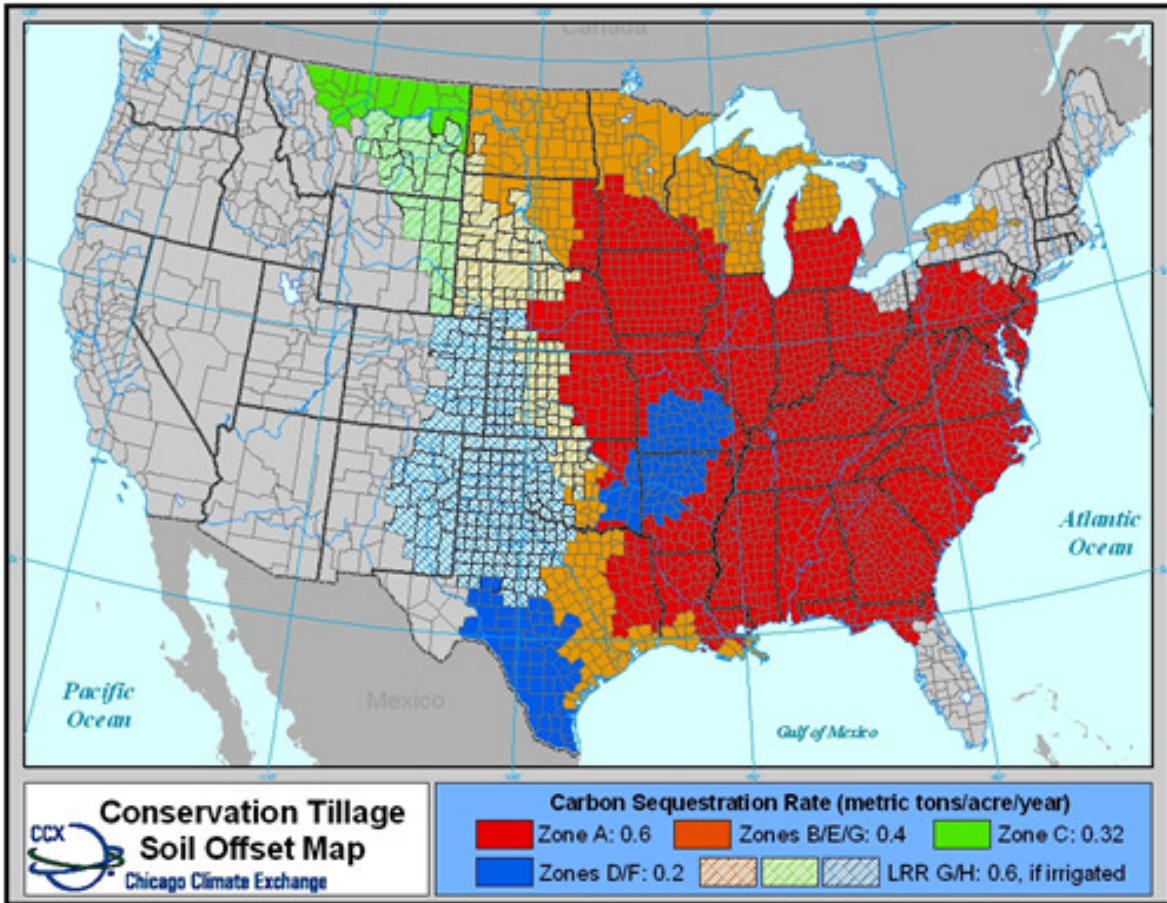 Canada
Atlantic
Ocean
Pacific
Ocean
Mexico
Gulf of Mexico
Conservation Tillage
Soil Offset Map
CCX
Chicago Climate Exchange
Carbon Sequestration Rate (metric tons/acre/year)
Zone A: 0.6 Zones B/E/G: 0.4 Zone C: 0.32
Zones D/F: 0.2 LRR G/H: 0.6, if irrigated